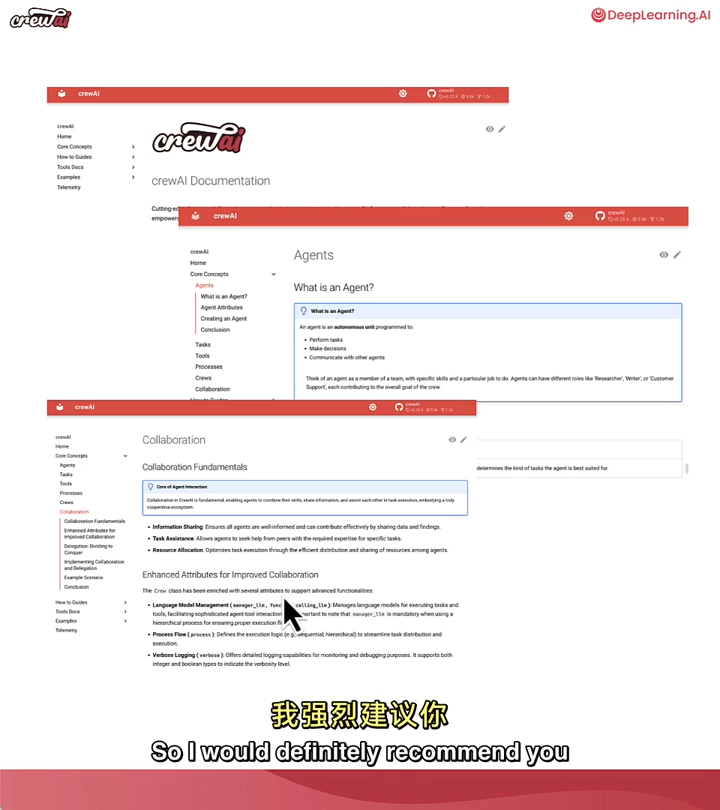 crewai
DeepLearning.AI
crewAI
crewAI
crewAI
Home
Core Concepts
How to Guides
Tools Docs
Examples
Telemetry
crewai
crewAI Documentation
empower
crewAI
crewAI
crewAI
Home
Core Concepts
Agents
What is an Agent?
Agent Attributes
Creating an Agent
Conclusion
Tasks
Tools
Processes
Crews
Collaboration
Agents
What is an Agent?
What is an Agent?
An agent is an autonomous unit programmed to:
• Perform tasks
• Make decisions
• Communicate with other agents
Think of an agent as a member of a team, with specific skills and a particular job to do. Agents can have different roles like 'Researcher', 'Writer', or 'Customer
Support', each contributing to the overall goal of the crew.
determines the kind of tasks the agent is best suited for.
crewAI
crewAI
crewAI
Home
Core Concepts
Agents
Tasks
Tools
Processes
Crews
Collaboration
Collaboration Fundamentals
Enhanced Attributes for
Improved Collaboration
Delegation: Dividing to
Conquer
Implementing Collaboration
and Delegation
Example Scenario
Conclusion
How to Guides
Tools Docs
Examples
Telemetry
Collaboration
Collaboration Fundamentals
Core of Agent Interaction
Collaboration in CrewAI is fundamental, enabling agents to combine their skills, share information, and assist each other in task execution, embodying a truly
cooperative ecosystem.
• Information Sharing: Ensures all agents are well-informed and can contribute effectively by sharing data and findings.
• Task Assistance: Allows agents to seek help from peers with the required expertise for specific tasks.
• Resource Allocation: Optimizes task execution through the efficient distribution and sharing of resources among agents.
Enhanced Attributes for Improved Collaboration
The Crew class has been enriched with several attributes to support advanced functionalities:
• Language Model Management (manager_llm, func calling_llm): Manages language models for executing tasks and
tools, facilitating sophisticated agent-tool interaction portant to note that manager_llm is mandatory when using a
hierarchical process for ensuring proper execution
• Process Flow (process): Defines the execution logic (e.g. sequential, hierarchical) to streamline task distribution and
execution.
• Verbose Logging (verbose): Offers detailed logging capabilities for monitoring and debugging purposes. It supports both
integer and boolean types to indicate the verbosity level.
我强烈建议你
So I would definitely recommend you